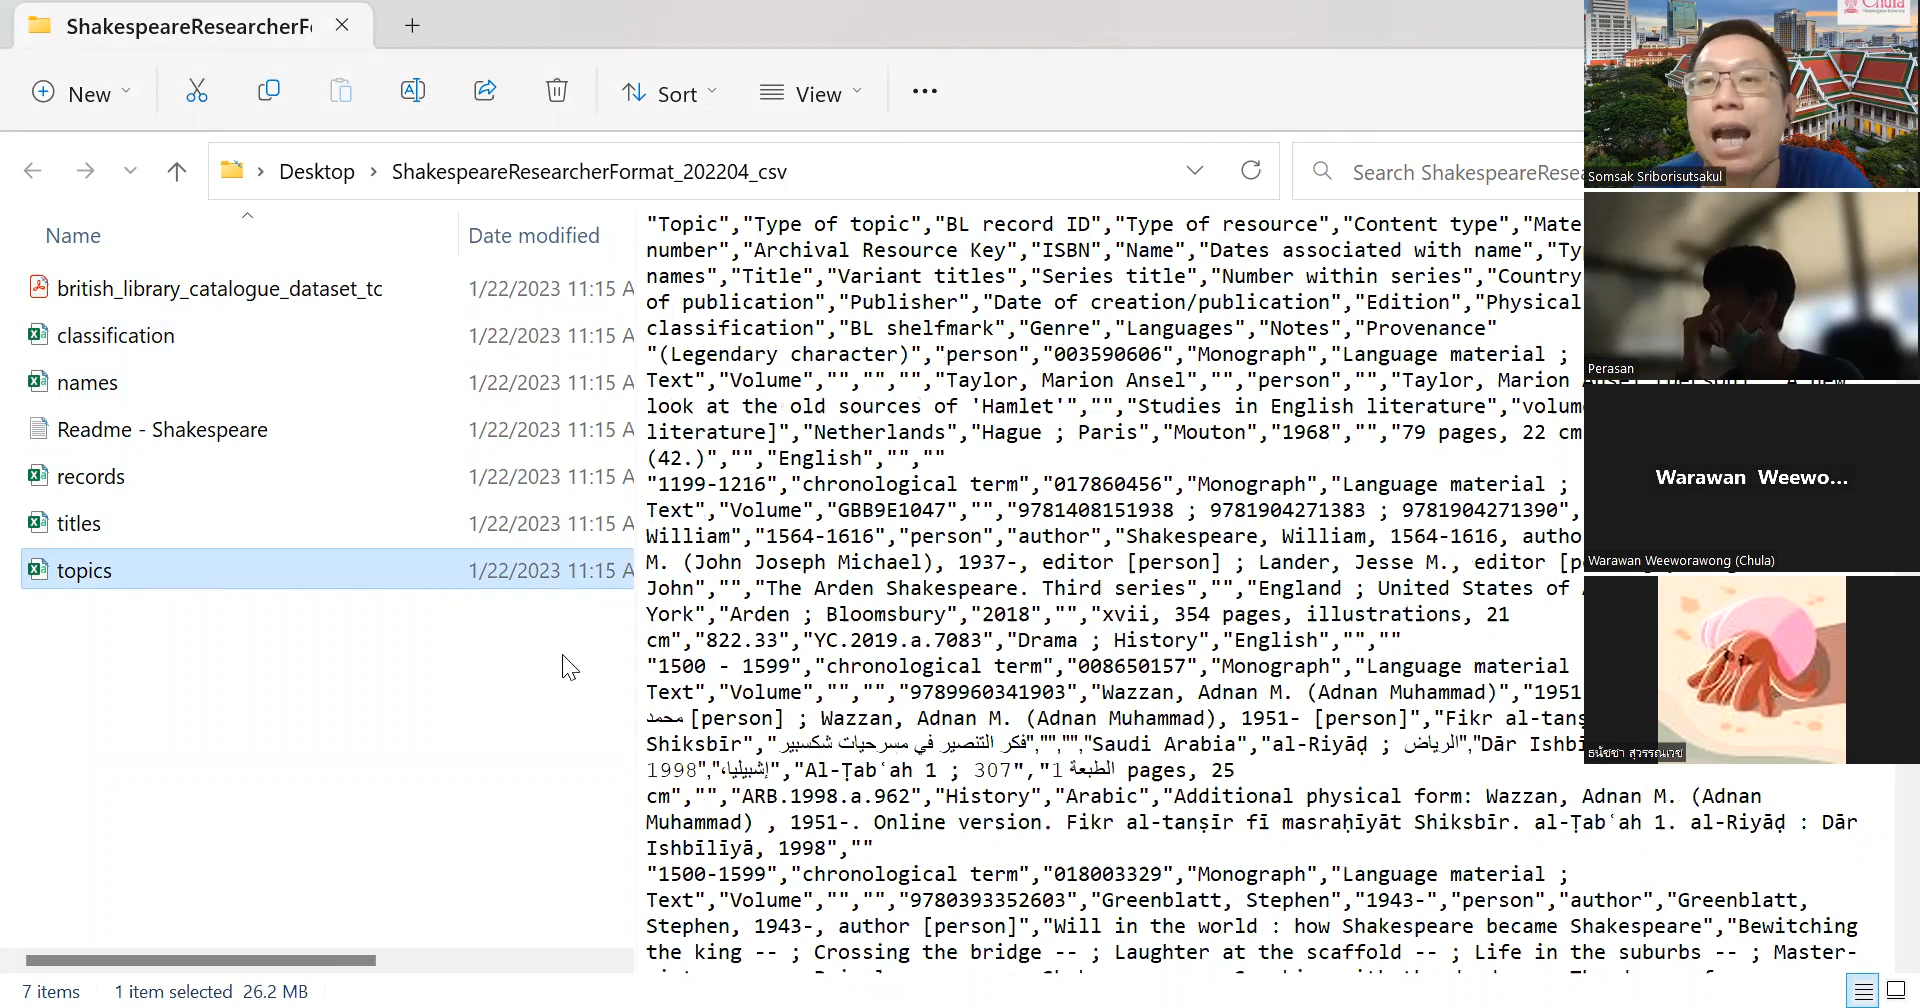 ShakespeareResearcherF
New
Sort
View
Desktop
ShakespeareResearcherFormat_202204_csv
Search ShakespeareRese
Name
Date modified
british_library_catalogue_dataset_tc
1/22/2023 11:15 A
classification
1/22/2023 11:15 A
names
1/22/2023 11:15 A
Readme - Shakespeare
1/22/2023 11:15 A
records
1/22/2023 11:15 A
titles
1/22/2023 11:15 A
topics
1/22/2023 11:15 A
"Topic","Type of topic","BL record ID","Type of resource","Content type","Mate
number","Archival Resource Key","ISBN","Name","Dates associated with name","Ty
names","Title","Variant titles","Series title","Number within series","Country
of publication","Publisher","Date of creation/publication","Edition","Physical
classification","BL shelfmark","Genre","Languages","Notes","Provenance"
"(Legendary character)","person","003590606","Monograph","Language material ;
Text","Volume","","","","Taylor, Marion Ansel","","person","","Taylor, Marion
look at the old sources of 'Hamlet'","","Studies in English literature","volum
literature]","Netherlands","Hague ; Paris","Mouton","1968","","79 pages, 22 cm
(42.)","","English","",""
"1199-1216","chronological term","017860456","Monograph","Language material ;
Text","Volume","GBB9E1047","","9781408151938 ; 9781904271383 ; 9781904271390",
William","1564-1616","person","author","Shakespeare, William, 1564-1616, autho
M. (John Joseph Michael), 1937-, editor [person] ; Lander, Jesse M., editor [p
John","","The Arden Shakespeare. Third series","","England ; United States of
York","Arden ; Bloomsbury","2018","","xvii, 354 pages, illustrations, 21
cm","822.33","YC.2019.a.7083","Drama ; History","English","",""
"1500 - 1599","chronological term","008650157","Monograph","Language material
Text","Volume","","","9789960341903","Wazzan, Adnan M. (Adnan Muhammad)","1951
محمد [person] ; Wazzan, Adnan M. (Adnan Muhammad), 1951- [person]","Fikr al-tanṣ
Shiksbīr","فكر التنصير في مسرحيات شكسبير","","","Saudi Arabia","al-Riyāḍ ; الرياض","Dār Ishbī
إشبيليا،","1998","Al-Ṭabʻah 1 ; الطبعة 1","307 pages, 25
cm","","ARB.1998.a.962","History","Arabic","Additional physical form: Wazzan, Adnan M. (Adnan
Muhammad) , 1951-. Online version. Fikr al-tanṣīr fī masraḥīyāt Shiksbīr. al-Ṭabʻah 1. al-Riyāḍ : Dār
Ishbīlīyā, 1998",""
"1500-1599","chronological term","018003329","Monograph","Language material ;
Text","Volume","","","9780393352603","Greenblatt, Stephen","1943-","person","author","Greenblatt,
Stephen, 1943-, author [person]","Will in the world : how Shakespeare became Shakespeare","Bewitching
the king -- ; Crossing the bridge -- ; Laughter at the scaffold -- ; Life in the suburbs -- ; Master-
7 items
1 item selected 26.2 MB
Chula
Somsak Sriborisutsakul
Perasan
Warawan Weewo...
Warawan Weeworawong (Chula)
ธนัชชา สุวรรณเวช